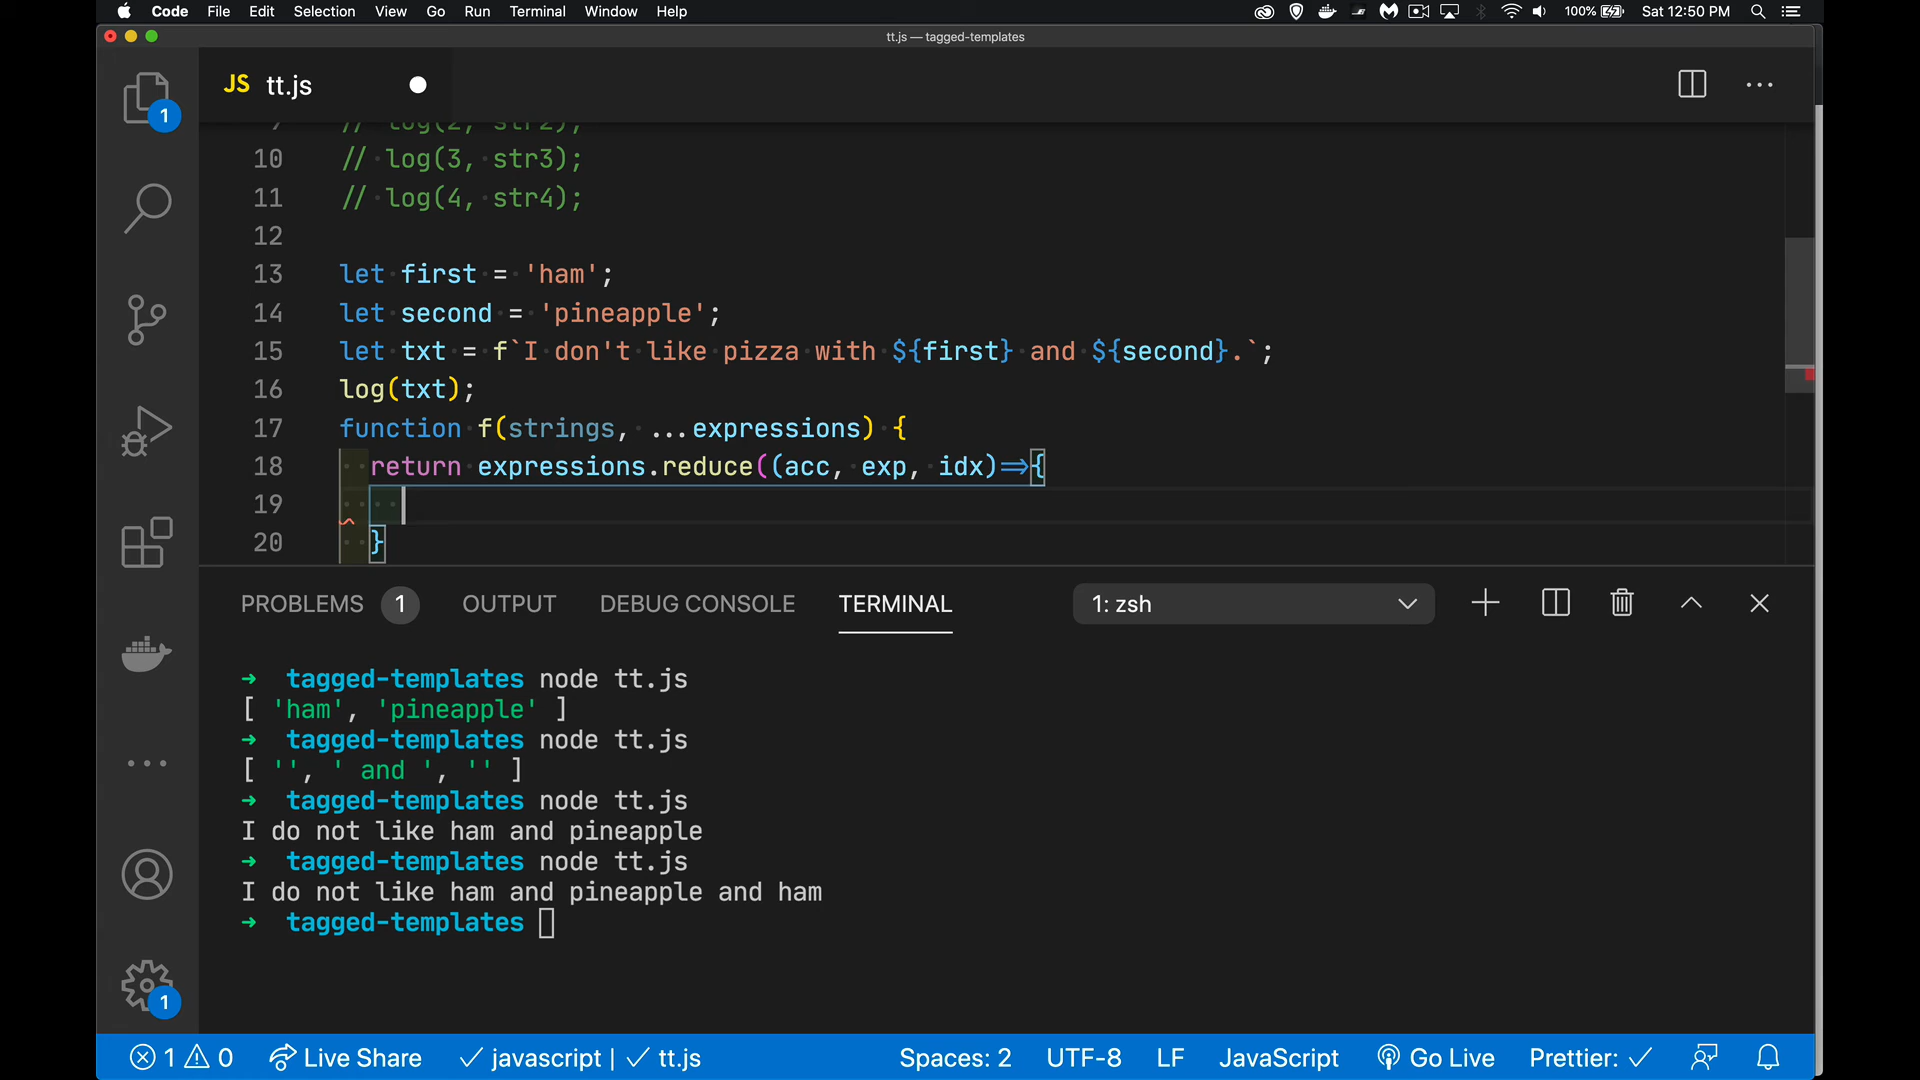 Code File Edit Selection View Go Run Terminal Window Help 100% Sat 12:50 PM
tt.js — tagged-templates
JS tt.js
1
9 // log(2, str2);
10 // log(3, str3);
11 // log(4, str4);
12
13 let first = 'ham';
14 let second = 'pineapple';
15 let txt = f`I don't like pizza with ${first} and ${second}.`;
16 log(txt);
17 function f(strings, ...expressions) {
18 return expressions.reduce((acc, exp, idx)=>{
19
20 }
PROBLEMS 1 OUTPUT DEBUG CONSOLE TERMINAL 1: zsh
➜ tagged-templates node tt.js
[ 'ham', 'pineapple' ]
➜ tagged-templates node tt.js
[ '', ' and ', '' ]
➜ tagged-templates node tt.js
I do not like ham and pineapple
➜ tagged-templates node tt.js
I do not like ham and pineapple and ham
➜ tagged-templates
1
1 0 Live Share ✓ javascript | ✓ tt.js Spaces: 2 UTF-8 LF JavaScript Go Live Prettier: ✓